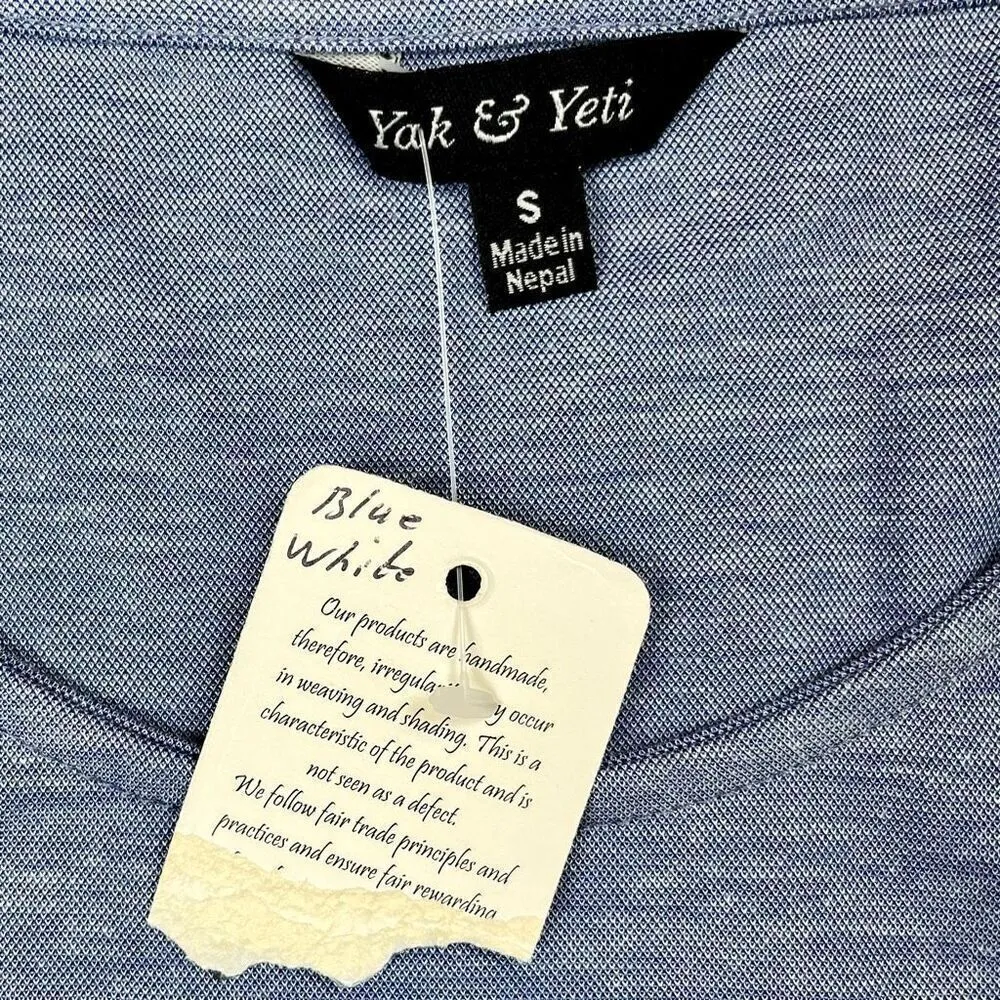 Yak & Yeti
S
Made in
Nepal
Blue
White
Our products are handmade,
therefore, occur
in weaving and shading. This is a
characteristic of the product and is
not seen as a defect.
We follow fair trade principles and
practices and ensure fair rewarding